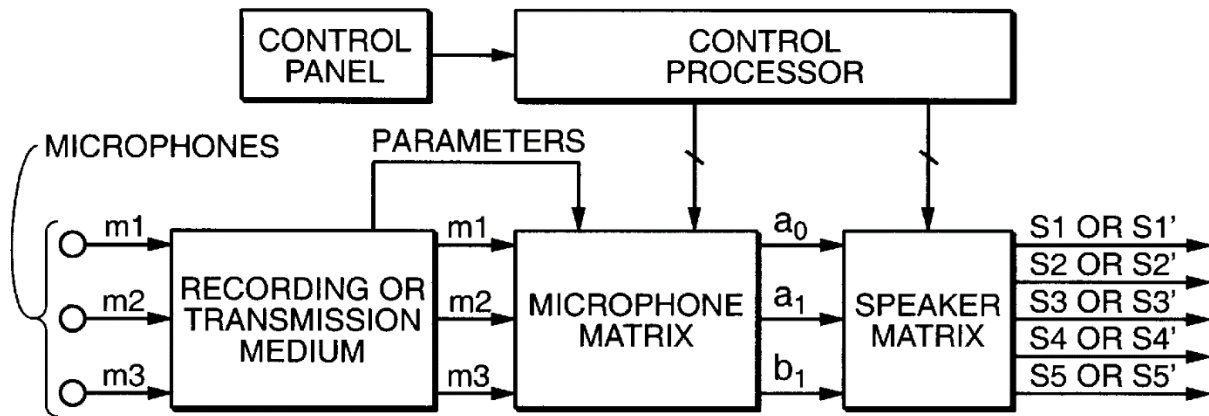 CONTROL
PANEL
CONTROL
PROCESSOR
MICROPHONES
PARAMETERS
m1
m2
m3
RECORDING OR
TRANSMISSION
MEDIUM
m1
m2
m3
MICROPHONE
MATRIX
a₀
a₁
b₁
SPEAKER
MATRIX
S1 OR S1'
S2 OR S2'
S3 OR S3'
S4 OR S4'
S5 OR S5'